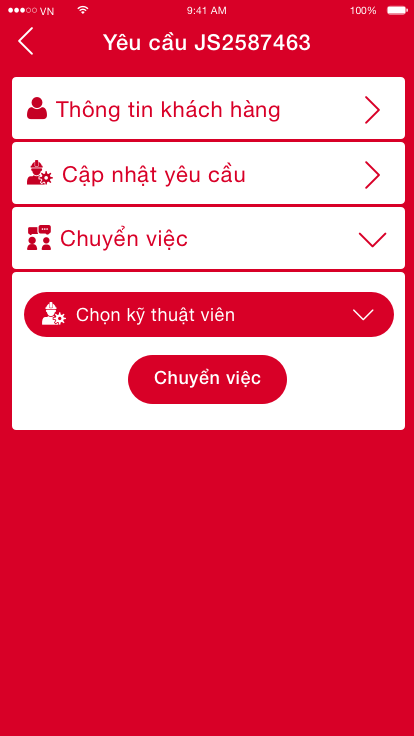 VN 9:41 AM 100%
Yêu cầu JS2587463
Thông tin khách hàng
Cập nhật yêu cầu
Chuyển việc
Chọn kỹ thuật viên
Chuyển việc